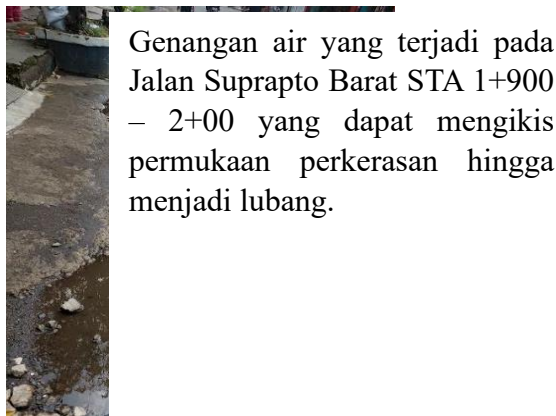 Genangan air yang terjadi pada
Jalan Suprapto Barat STA 1+900
– 2+00 yang dapat mengikis
permukaan perkerasan hingga
menjadi lubang.